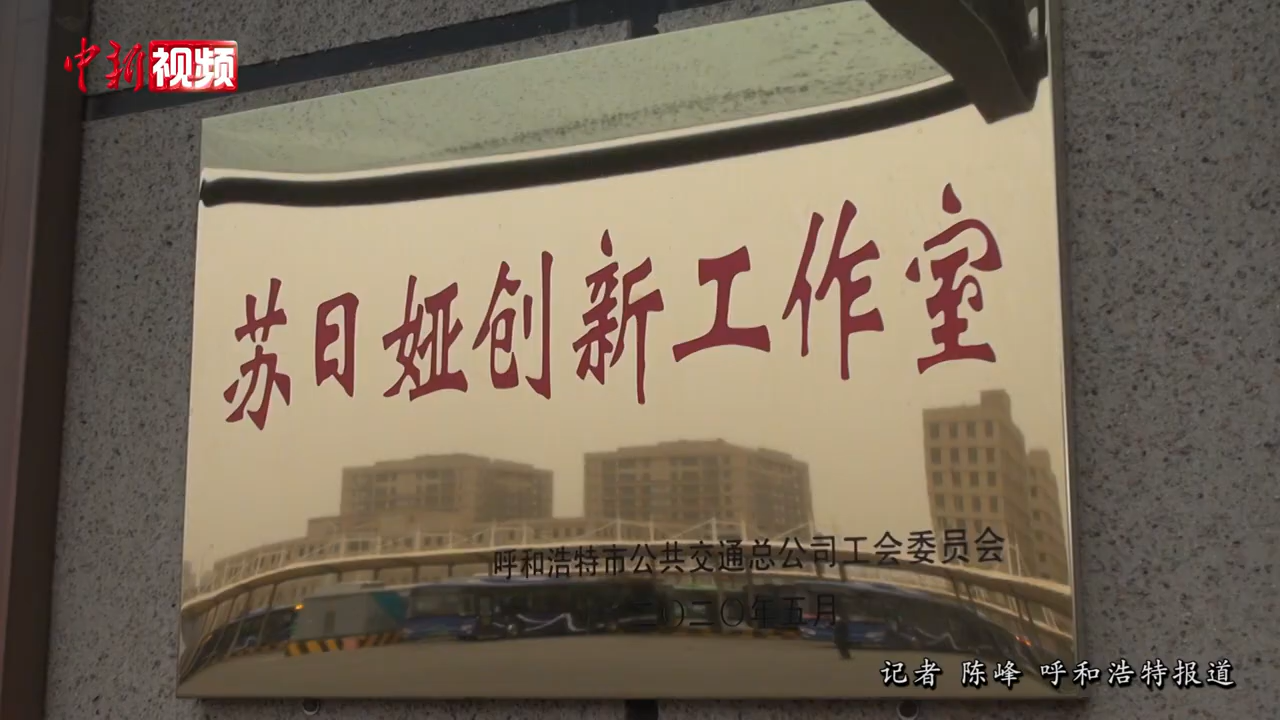 中新视频
苏日娅创新工作室
呼和浩特市公共交通总公司工会委员会
二〇二〇年五月
记者 陈峰 呼和浩特报道